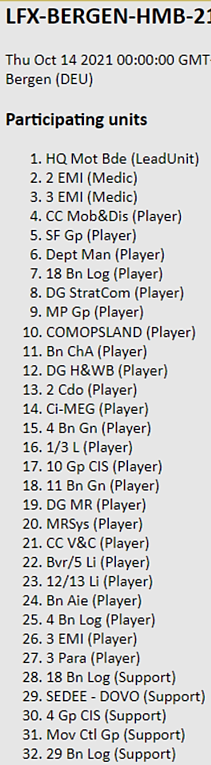 LFX-BERGEN-HMB-21
Thu Oct 14 2021 00:00:00 GMT-
Bergen (DEU)
Participating units
1. HQ Mot Bde (LeadUnit)
2. 2 EMI (Medic)
3. 3 EMI (Medic)
4. CC Mob&Dis (Player)
5. SF Gp (Player)
6. Dept Man (Player)
7. 18 Bn Log (Player)
8. DG StratCom (Player)
9. MP Gp (Player)
10. COMOPSLAND (Player)
11. Bn ChA (Player)
12. DG H&WB (Player)
13. 2 Cdo (Player)
14. Ci-MEG (Player)
15. 4 Bn Gn (Player)
16. 1/3 L (Player)
17. 10 Gp CIS (Player)
18. 11 Bn Gn (Player)
19. DG MR (Player)
20. MRSys (Player)
21. CC V&C (Player)
22. Bvr/5 Li (Player)
23. 12/13 Li (Player)
24. Bn Aie (Player)
25. 4 Bn Log (Player)
26. 3 EMI (Player)
27. 3 Para (Player)
28. 18 Bn Log (Support)
29. SEDEE - DOVO (Support)
30. 4 Gp CIS (Support)
31. Mov Ctl Gp (Support)
32. 29 Bn Log (Support)